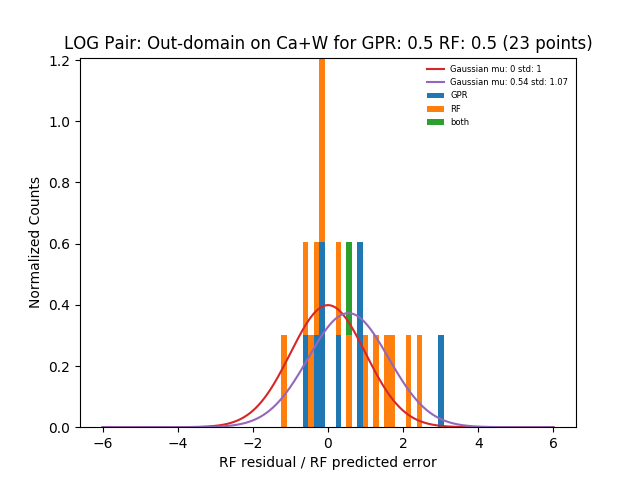 LOG Pair: Out-domain on Ca+W for GPR: 0.5 RF: 0.5 (23 points)
Gaussian mu: 0 std: 1
Gaussian mu: 0.54 std: 1.07
GPR
RF
both
Normalized Counts
1.2
1.0
0.8
0.6
0.4
0.2
0.0
−6 −4 −2 0 2 4 6
RF residual / RF predicted error